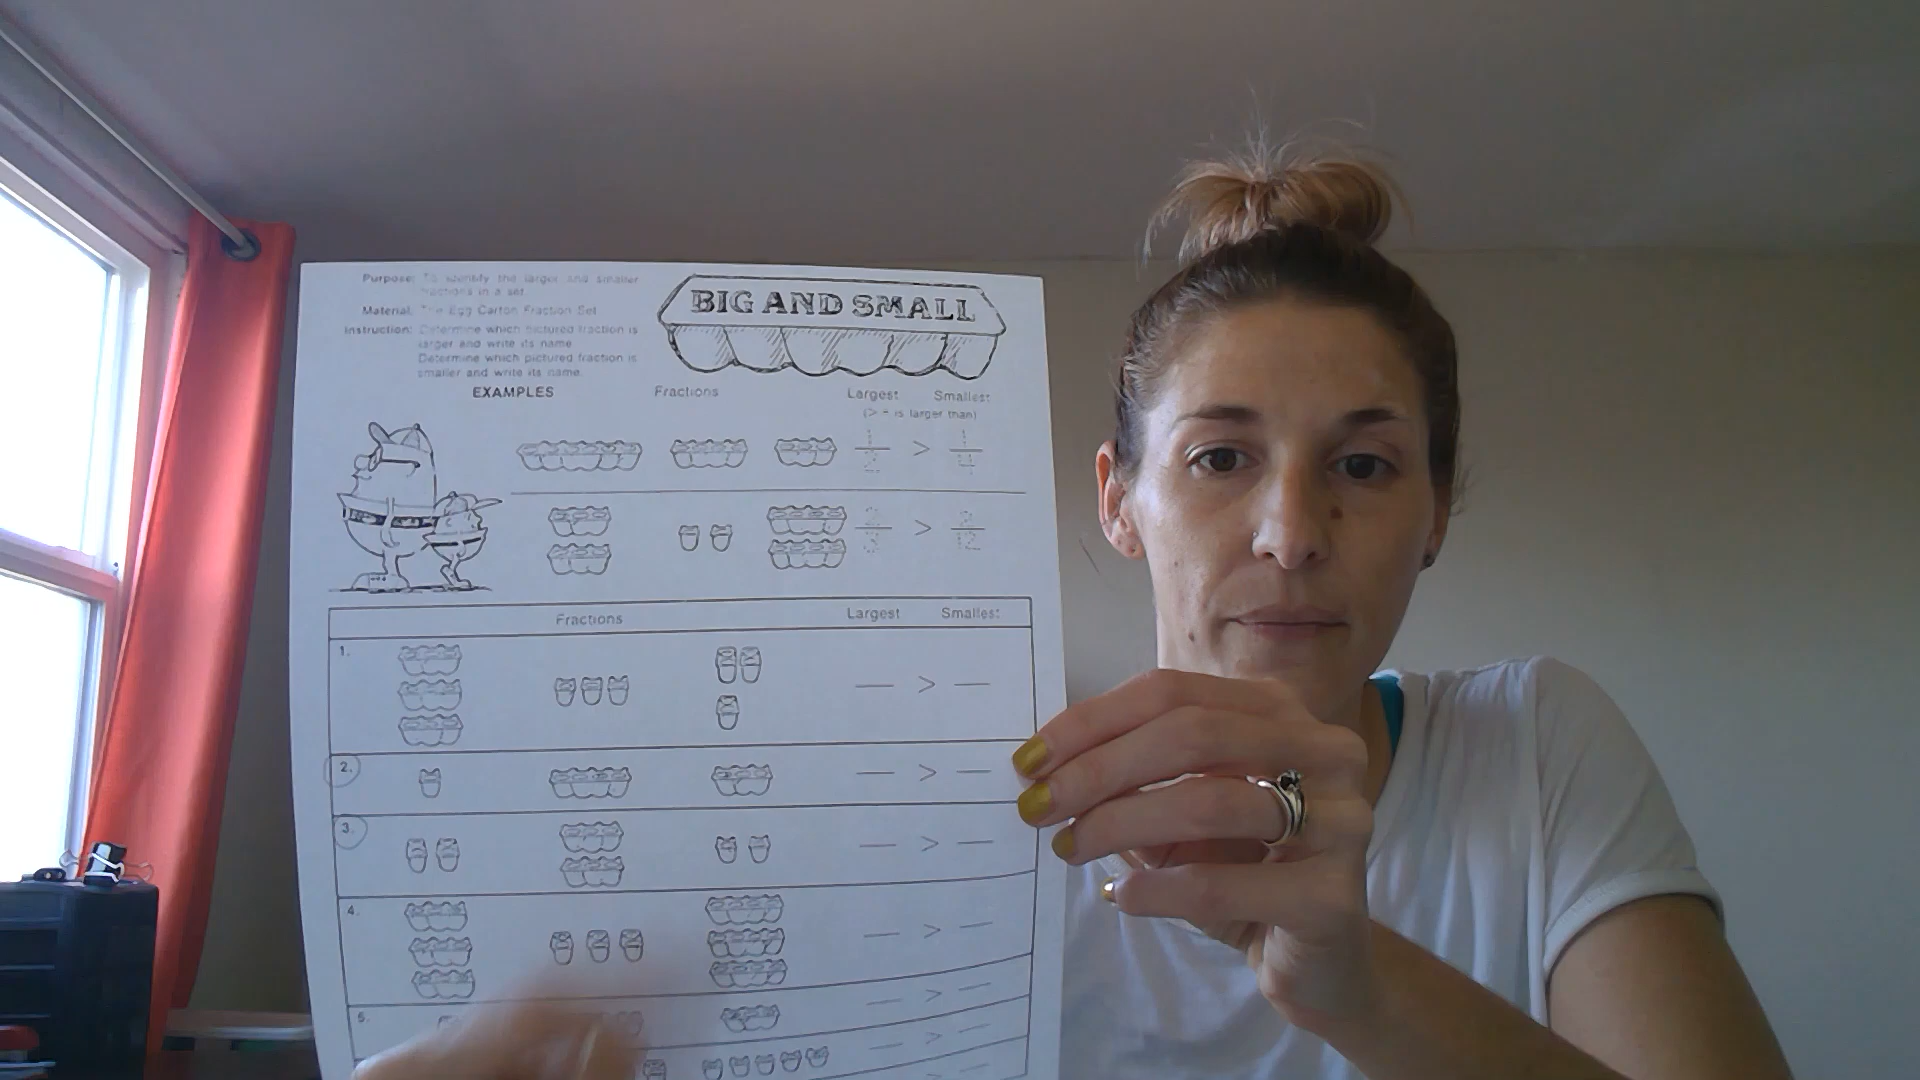 Purpose: To identify the larger and smaller
fractions in a set.
Material: The Egg Carton Fraction Set
Instruction: Determine which pictured fraction is
larger and write its name
Determine which pictured fraction is
smaller and write its name.
BIG AND SMALL
EXAMPLES Fractions Largest Smallest
(> = is larger than)
1/2 > 1/4
2/3 > 2/12
Fractions Largest Smallest
1. >
2. >
3. >
4. >
5. >
>